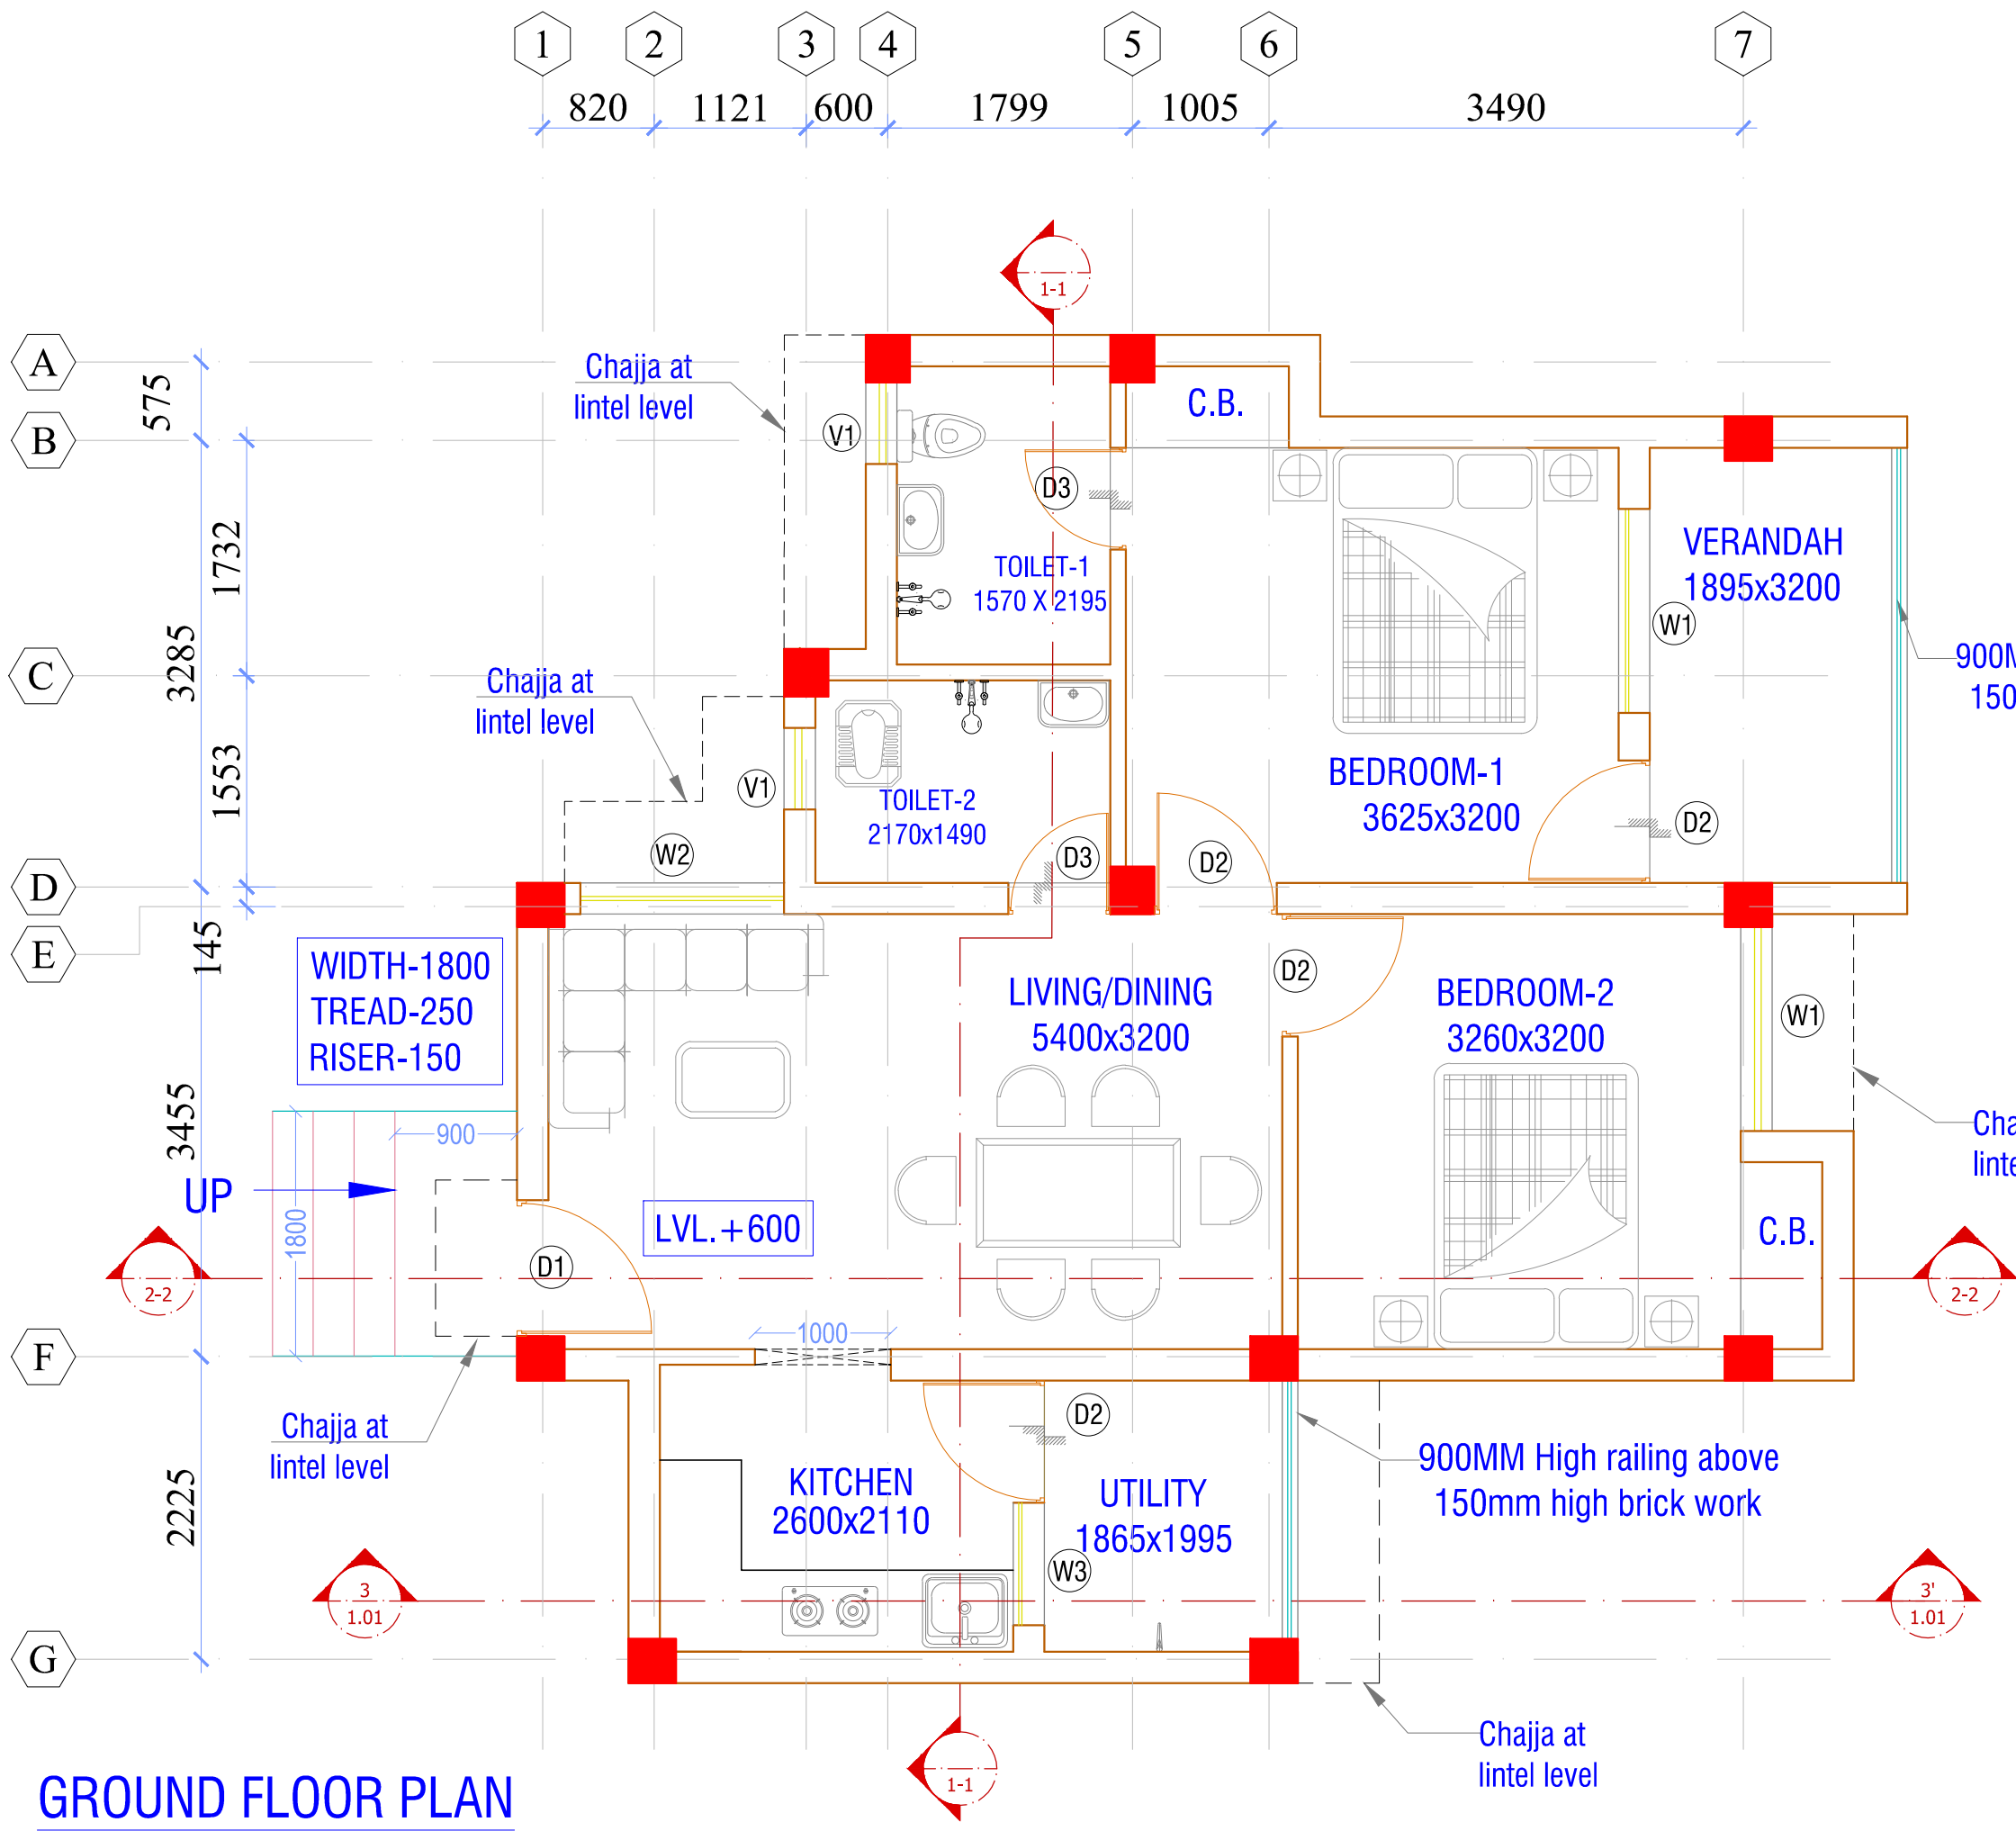 1
2
3
4
5
6
7
820
1121
600
1799
1005
3490
1-1
A
575
B
Chajja at
lintel level
C.B.
V1
D3
1732
VERANDAH
1895x3200
TOILET-1
1570 X 2195
W1
C
3285
Chajja at
lintel level
900M
150
1553
V1
TOILET-2
2170x1490
BEDROOM-1
3625x3200
D2
W2
D3
D2
D
E
145
WIDTH-1800
TREAD-250
RISER-150
LIVING/DINING
5400x3200
D2
BEDROOM-2
3260x3200
W1
3455
900
Cha
linte
UP
1800
LVL.+600
C.B.
D1
2-2
2-2
F
1000
Chajja at
lintel level
D2
2225
KITCHEN
2600x2110
UTILITY
1865x1995
900MM High railing above
150mm high brick work
W3
3
1.01
3'
1.01
G
Chajja at
lintel level
1-1
GROUND FLOOR PLAN